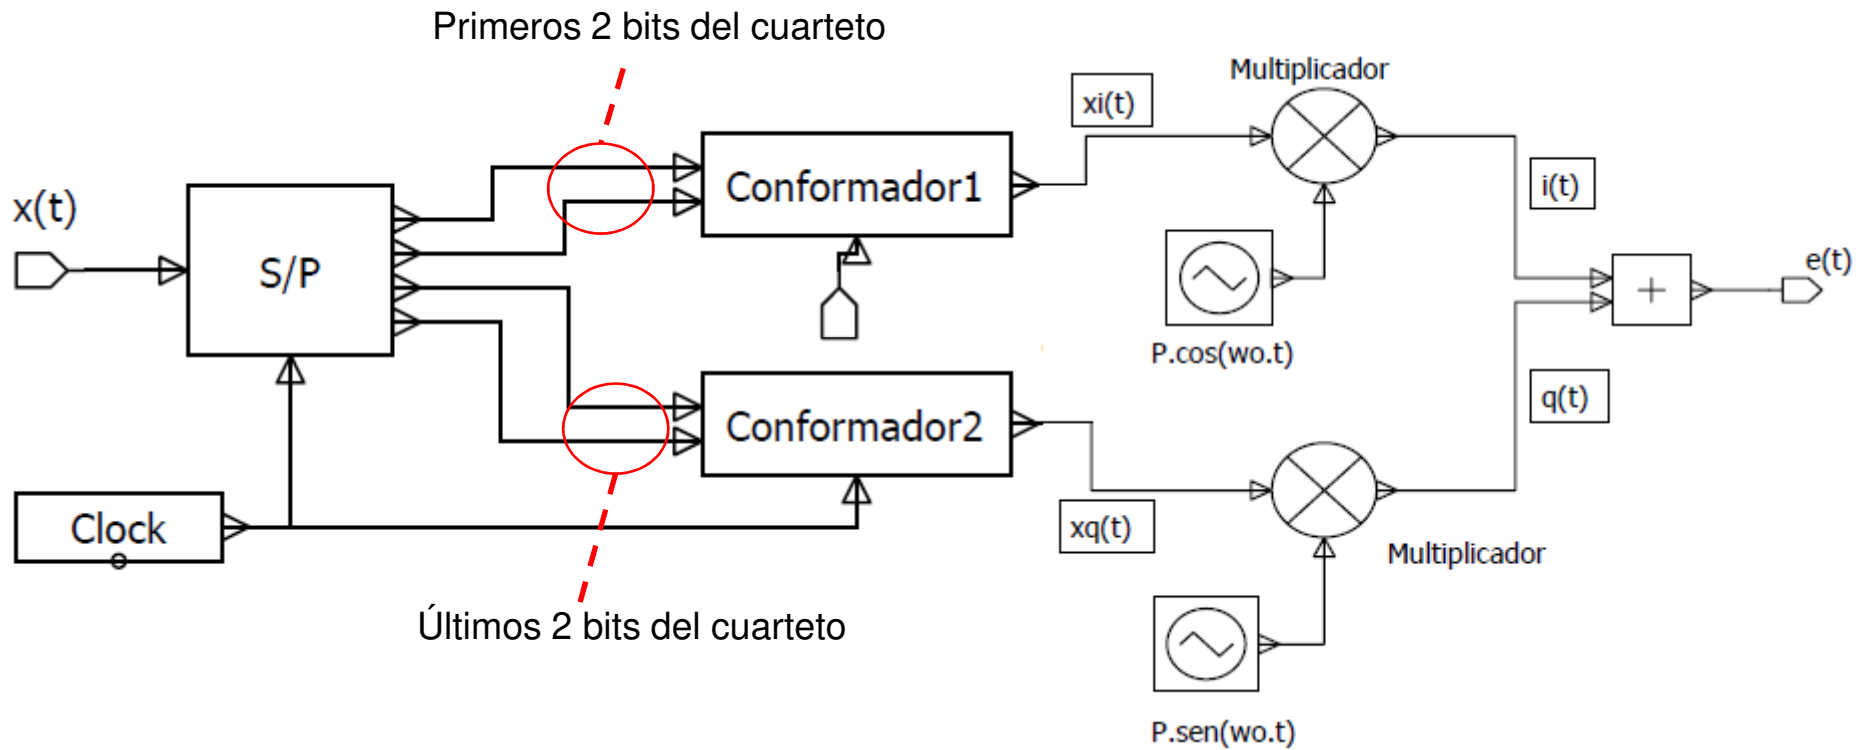 Primeros 2 bits del cuarteto
Multiplicador
xi(t)
x(t)
S/P
Conformador1
i(t)
P.cos(wo.t)
+
e(t)
Conformador2
q(t)
Clock
xq(t)
Multiplicador
Últimos 2 bits del cuarteto
P.sen(wo.t)